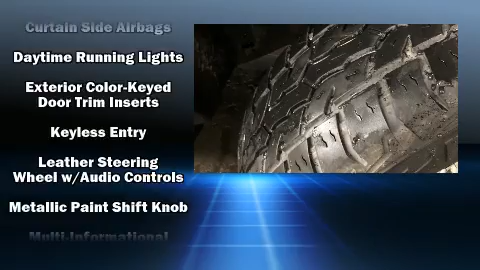 Curtain Side Airbags
Daytime Running Lights
Exterior Color-Keyed
Door Trim Inserts
Keyless Entry
Leather Steering
Wheel w/Audio Controls
Metallic Paint Shift Knob
Multi-Informational